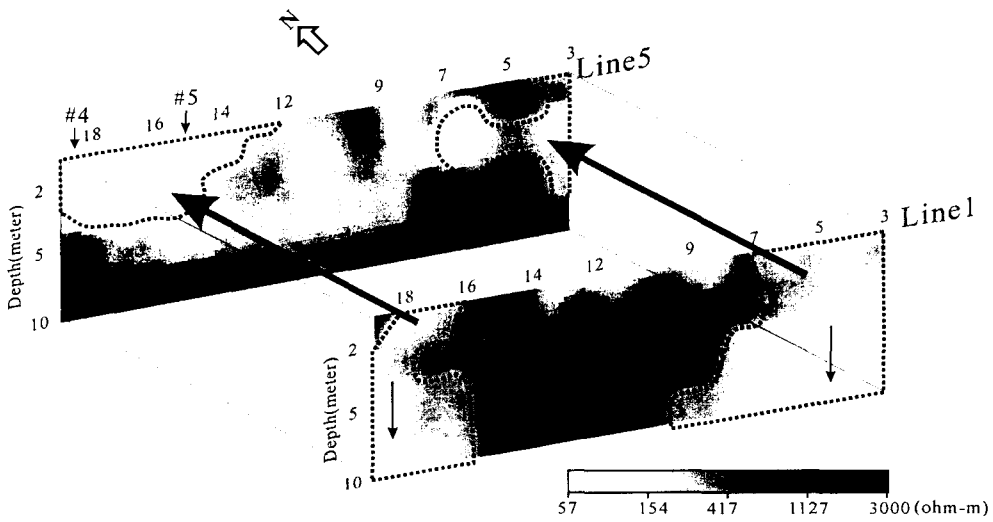 N
#4 18 16 #5 14 12 9 7 5 3 Line5
2
5
10
Depth(meter)
18 16 14 12 9 7 5 3 Line1
2
5
10
Depth(meter)
57 154 417 1127 3000 (ohm-m)